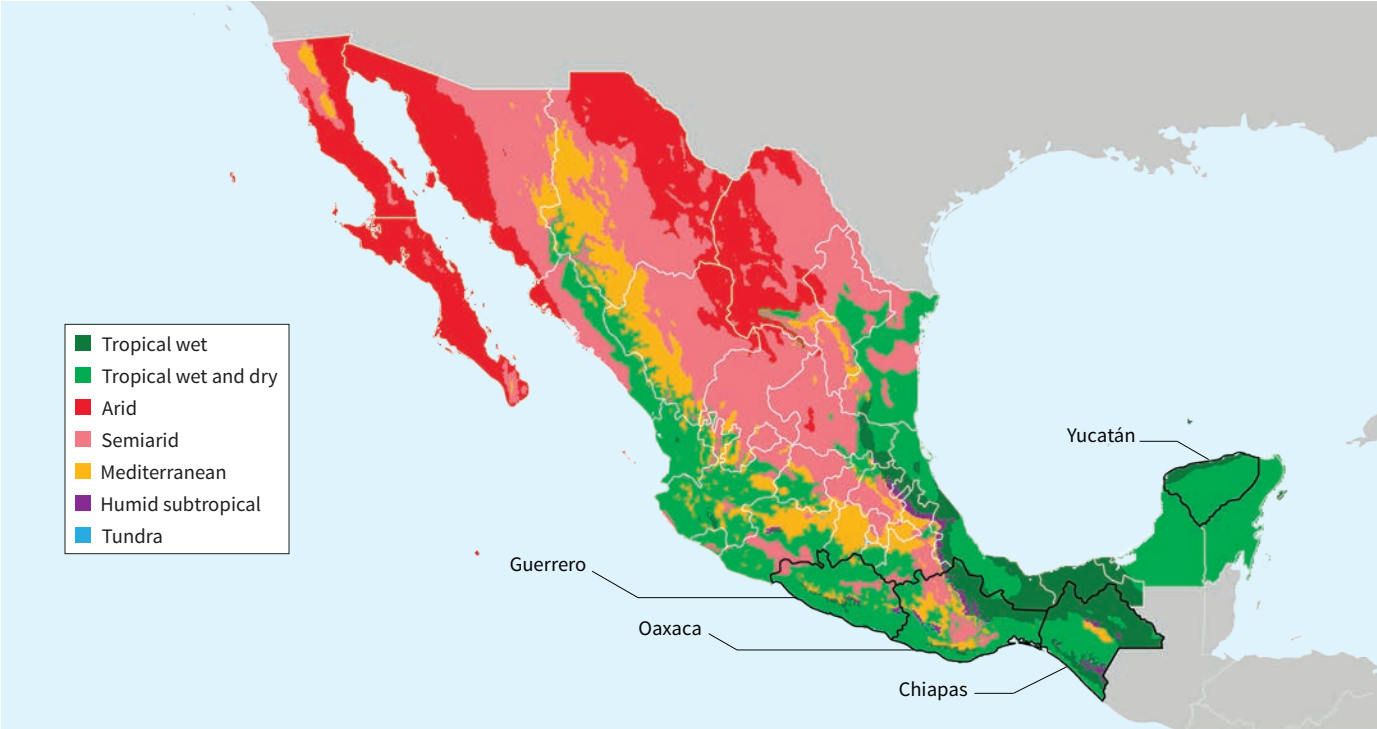 Tropical wet
Tropical wet and dry
Arid
Semiarid
Mediterranean
Humid subtropical
Tundra
Yucatán
Guerrero
Oaxaca
Chiapas